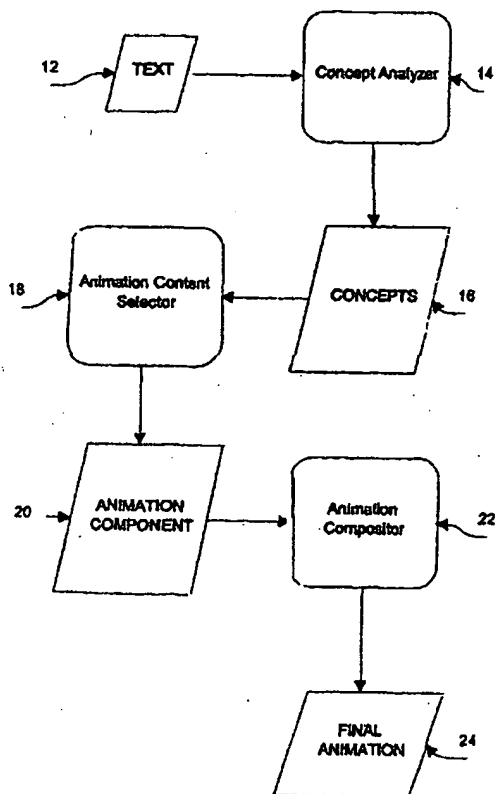 12
TEXT
Concept Analyzer
14
18
Animation Content
Selector
CONCEPTS
16
20
ANIMATION
COMPONENT
Animation
Compositor
22
FINAL
ANIMATION
24